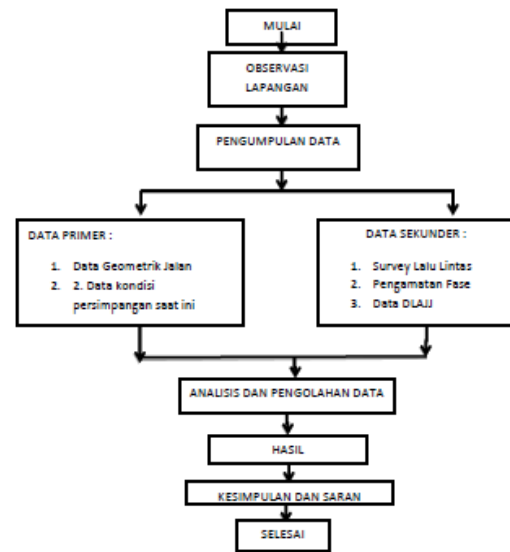 MULAI
OBSERVASI
LAPANGAN
PENGUMPULAN DATA
DATA PRIMER :
1. Data Geometrik Jalan
2. 2. Data kondisi
persimpangan saat ini
DATA SEKUNDER :
1. Survey Lalu Lintas
2. Pengamatan Fase
3. Data DLAJJ
ANALISIS DAN PENGOLAHAN DATA
HASIL
KESIMPULAN DAN SARAN
SELESAI